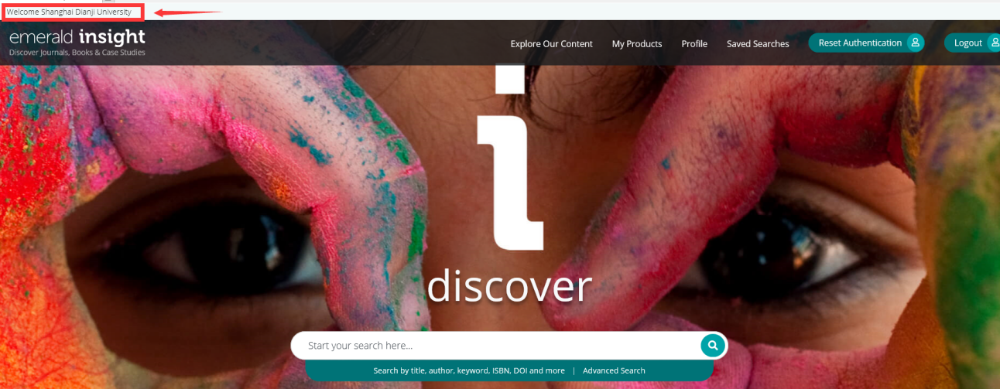 Welcome Shanghai Dianji University
emerald insight
Discover Journals, Books & Case Studies
Explore Our Content My Products Profile Saved Searches Reset Authentication Logout
i
discover
Start your search here...
Search by title, author, keyword, ISBN, DOI and more | Advanced Search